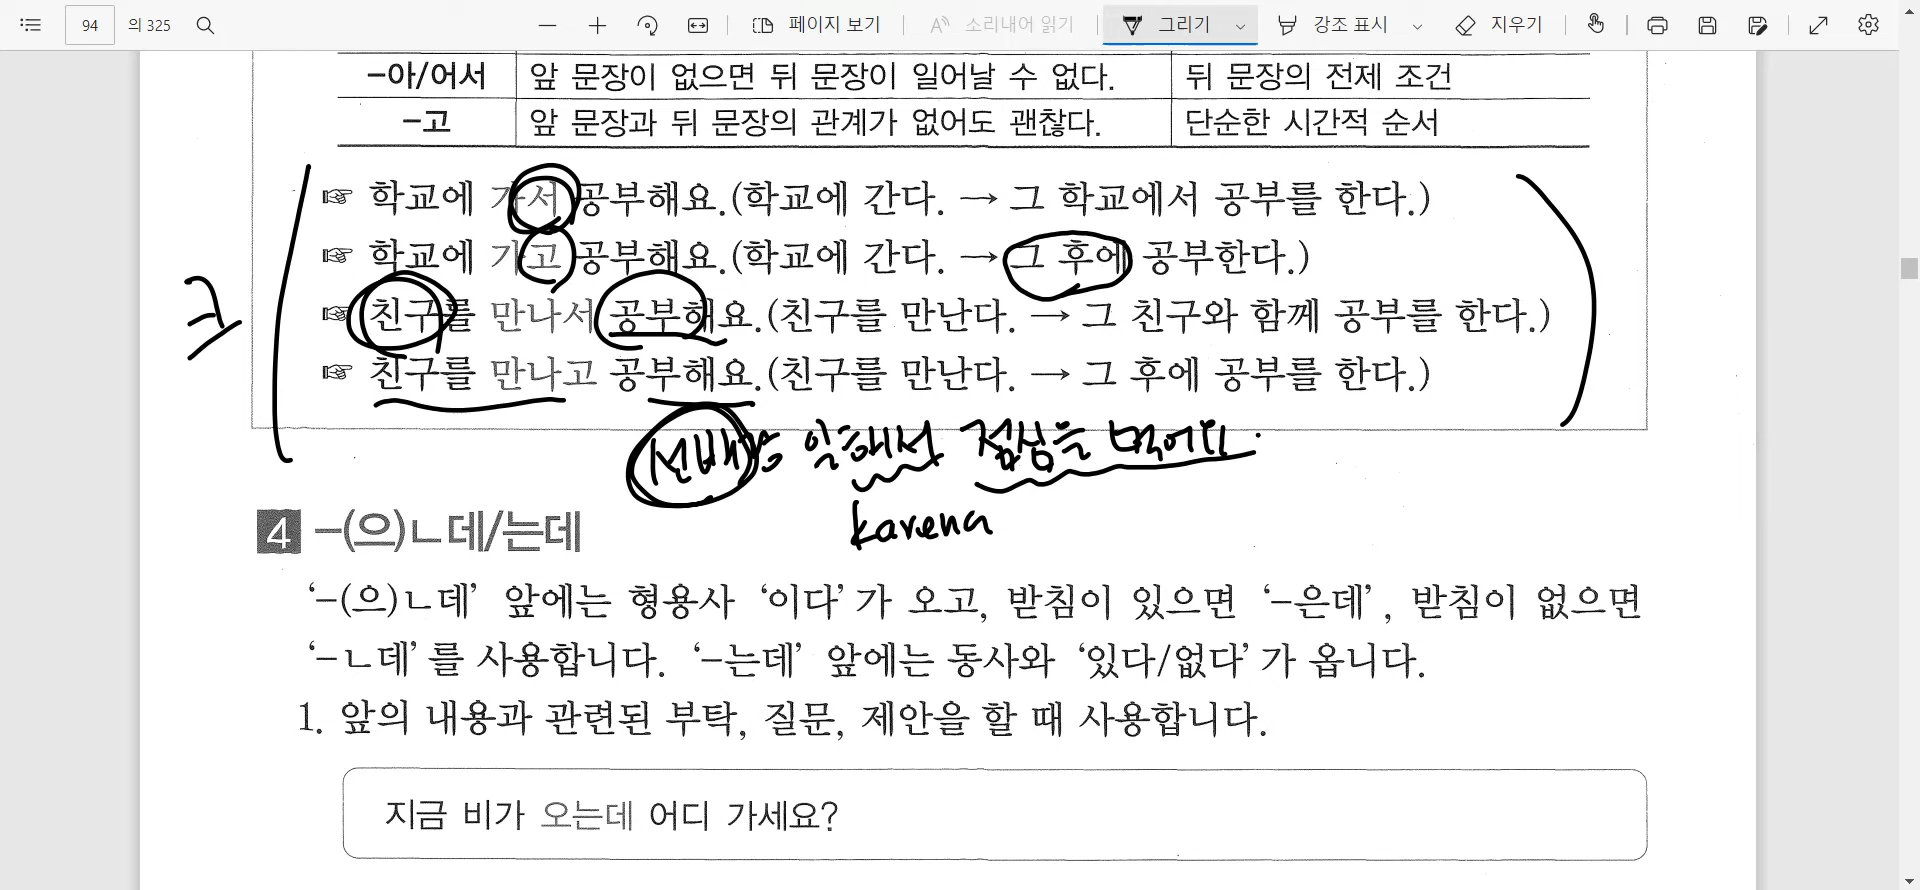 94 의 325 페이지 보기 소리내어 읽기 그리기 강조 표시 지우기
-아/어서 앞 문장이 없으면 뒤 문장이 일어날 수 없다. 뒤 문장의 전제 조건
-고 앞 문장과 뒤 문장의 관계가 없어도 괜찮다. 단순한 시간적 순서
☞ 학교에 가서 공부해요.(학교에 간다. → 그 학교에서 공부를 한다.)
☞ 학교에 가고 공부해요.(학교에 간다. → 그 후에 공부한다.)
☞ 친구를 만나서 공부해요.(친구를 만난다. → 그 친구와 함께 공부를 한다.)
☞ 친구를 만나고 공부해요.(친구를 만난다. → 그 후에 공부를 한다.)
선배는 일해서 점심을 먹어요.
karena
4 -(으)ㄴ데/는데
‘-(으)ㄴ데’ 앞에는 형용사 ‘이다’가 오고, 받침이 있으면 ‘-은데’, 받침이 없으면
‘-ㄴ데’를 사용합니다. ‘-는데’ 앞에는 동사와 ‘있다/없다’가 옵니다.
1. 앞의 내용과 관련된 부탁, 질문, 제안을 할 때 사용합니다.
지금 비가 오는데 어디 가세요?